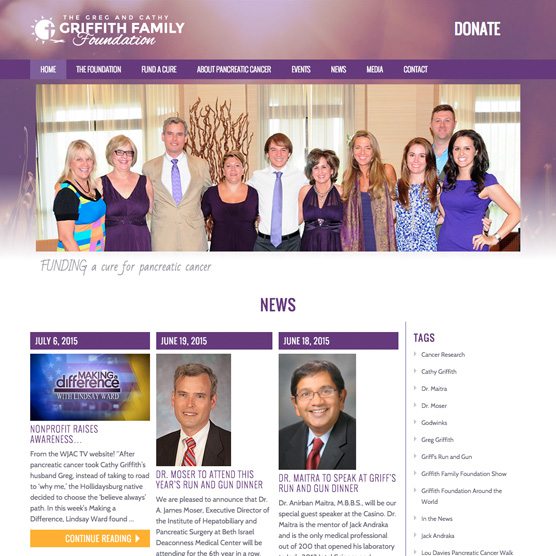 THE GREG AND CATHY
GRIFFITH FAMILY
Foundation
DONATE
HOME THE FOUNDATION FUND A CURE ABOUT PANCREATIC CANCER EVENTS NEWS MEDIA CONTACT
FUNDING a cure for pancreatic cancer
NEWS
JULY 6, 2015
MAKING A
difference
WITH LINDSAY WARD
NONPROFIT RAISES
AWARENESS...
From the WJAC TV website! "After
pancreatic cancer took Cathy Griffith's
husband Greg, instead of taking to road
to 'why me,' the Hollidaysburg native
decided to choose the 'believe always'
path. In this week's Making a
Difference, Lindsay Ward found ...
CONTINUE READING
JUNE 19, 2015
DR. MOSER TO ATTEND THIS
YEAR'S RUN AND GUN DINNER
We are pleased to announce that Dr.
A. James Moser, Executive Director of
the Institute of Hepatobiliary and
Pancreatic Surgery at Beth Israel
Deaconess Medical Center will be
attending for the 6th year in a row.
JUNE 18, 2015
DR. MAITRA TO SPEAK AT GRIFF'S
RUN AND GUN DINNER
Dr. Anirban Maitra, M.B.B.S., will be our
special guest speaker at the Casino. Dr.
Maitra is the mentor of Jack Andraka
and is the only medical professional
out of 200 that opened his laboratory
TAGS
Cancer Research
Cathy Griffith
Dr. Maitra
Dr. Moser
Godwinks
Greg Griffith
Griff's Run and Gun
Griffith Family Foundation Show
Griffith Foundation Around the
World
In the News
Jack Andraka
Lou Davies Pancreatic Cancer Walk